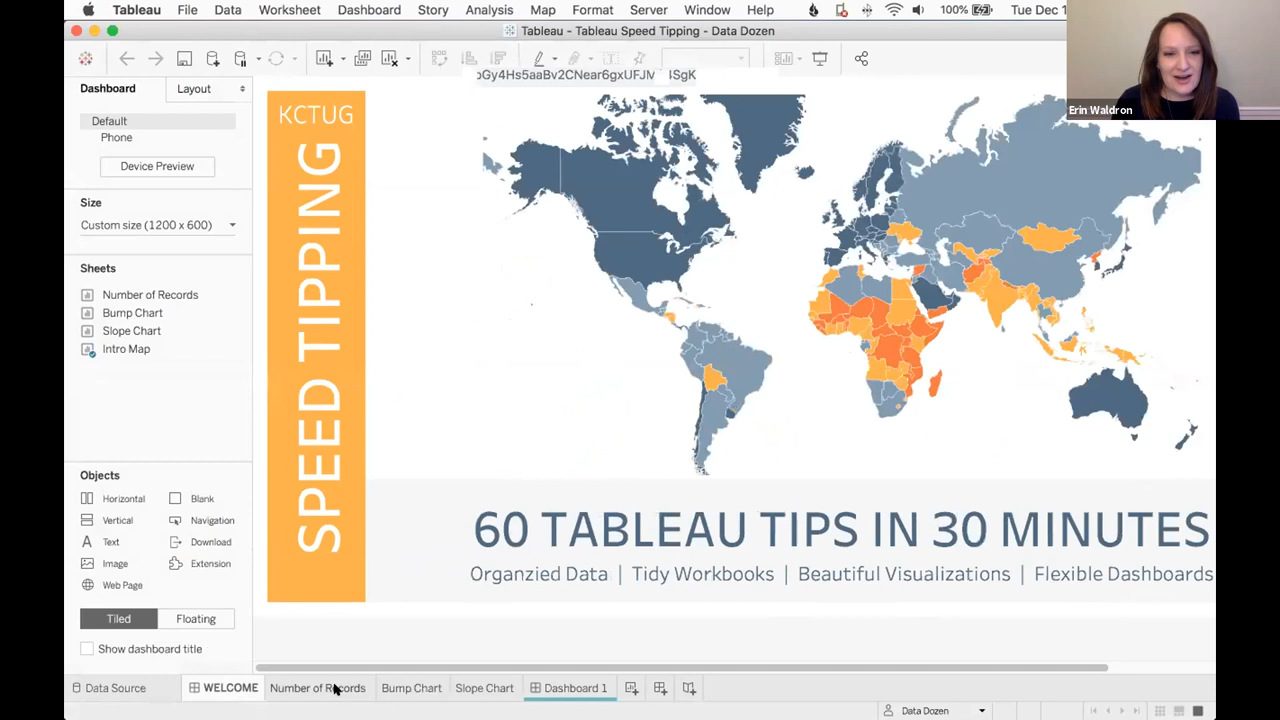 Tableau File Data Worksheet Dashboard Story Analysis Map Format Server Window Help 100% Tue Dec 1
Tableau - Tableau Speed Tipping - Data Dozen
Erin Waldron
Dashboard Layout
Default
Phone
Device Preview
Size
Custom size (1200 x 600)
Sheets
Number of Records
Bump Chart
Slope Chart
Intro Map
Objects
Horizontal Blank
Vertical Navigation
Text Download
Image Extension
Web Page
Tiled Floating
Show dashboard title
KCTUG
SPEED TIPPING
60 TABLEAU TIPS IN 30 MINUTES
Organzied Data | Tidy Workbooks | Beautiful Visualizations | Flexible Dashboards
Data Source WELCOME Number of Records Bump Chart Slope Chart Dashboard 1
Data Dozen